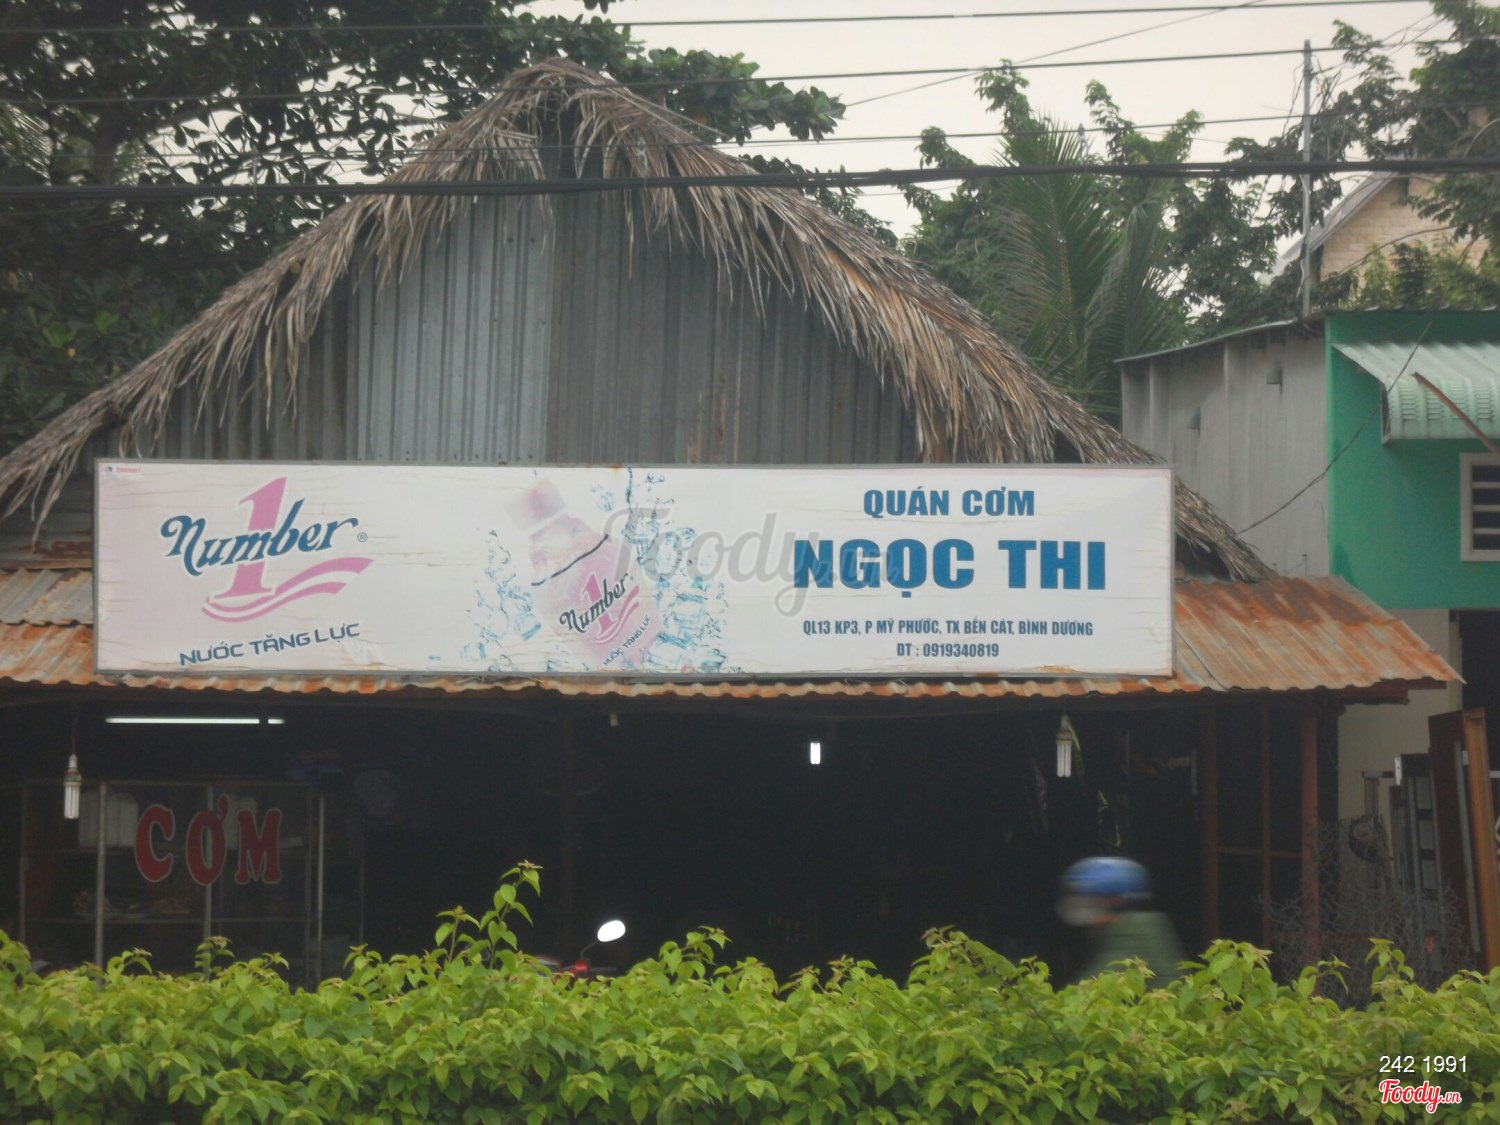 Number 1 ®
NƯỚC TĂNG LỰC
Number 1
NƯỚC TĂNG LỰC
QUÁN CƠM
NGỌC THI
QL13 KP3, P MỸ PHƯỚC, TX BẾN CÁT, BÌNH DƯƠNG
ĐT : 0919340819
Foody.vn
CƠM
242 1991
Foody.vn